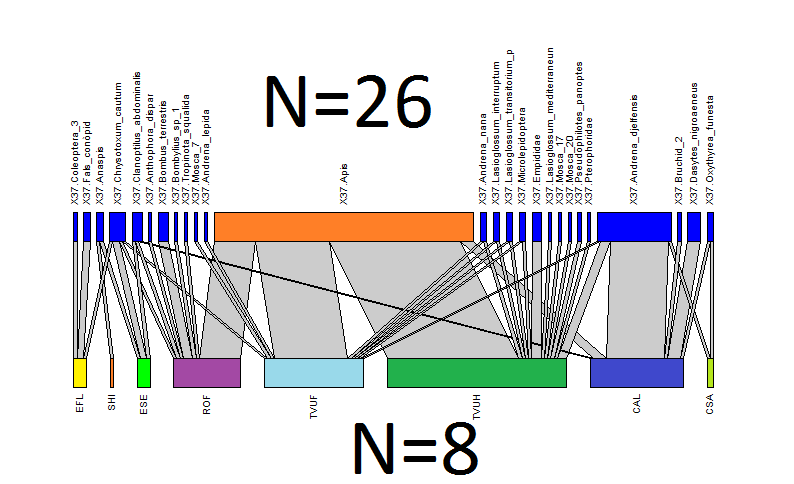 N=26
X37.Coleoptera_3
X37.Fals_conòpid
X37.Anaspis
X37.Chrysotoxum_cautum
X37.Clanoptilus_abdominalis
X37.Anthophora_dispar
X37.Bombus_terrestris
X37.Bombylius_sp_1
X37.Tropinota_squalida
X37.Mosca_7
X37.Andrena_lepida
X37.Apis
X37.Andrena_nana
X37.Lasioglossum_interruptum
X37.Lasioglossum_transitorium_p
X37.Microlepidoptera
X37.Empididae
X37.Lasioglossum_mediterraneun
X37.Mosca_17
X37.Mosca_20
X37.Pseudophilotes_panoptes
X37.Pterophoridae
X37.Andrena_djelfensis
X37.Bruchid_2
X37.Dasytes_nigroaeneus
X37.Oxythyrea_funesta
EFL
SHI
ESE
ROF
TVUF
TVUH
CAL
CSA
N=8